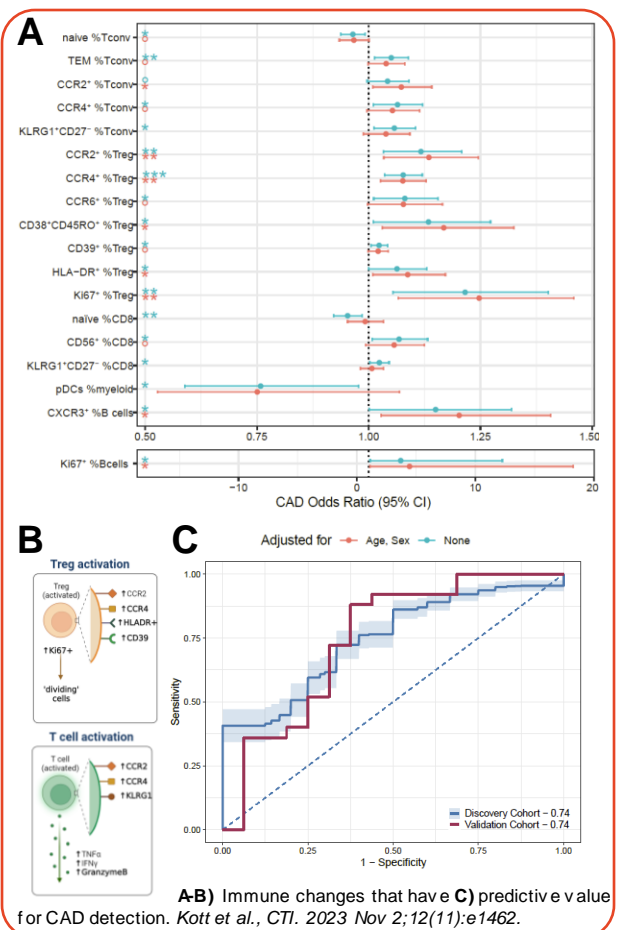 A
naive %Tconv
TEM %Tconv
CCR2⁺ %Tconv
CCR4⁺ %Tconv
KLRG1⁺CD27⁻ %Tconv
CCR2⁺ %Treg
CCR4⁺ %Treg
CCR6⁺ %Treg
CD38⁺CD45RO⁺ %Treg
CD39⁺ %Treg
HLA−DR⁺ %Treg
Ki67⁺ %Treg
naïve %CD8
CD56⁺ %CD8
KLRG1⁺CD27⁻ %CD8
pDCs %myeloid
CXCR3⁺ %B cells
0.50 0.75 1.00 1.25 1.50
Ki67⁺ %Bcells
−10 0 10 20
CAD Odds Ratio (95% CI)
Adjusted for Age, Sex None
B
Treg activation
Treg
(activated)
↑CCR2
↑CCR4
↑HLADR+
↑CD39
↑Ki67+
'dividing'
cells
T cell activation
T cell
(activated)
↑CCR2
↑CCR4
↑KLRG1
↑TNFα
↑IFNγ
↑GranzymeB
C
1.00
0.75
0.50
0.25
0.00
Sensitivity
Discovery Cohort − 0.74
Validation Cohort − 0.74
0.00 0.25 0.50 0.75 1.00
1 − Specificity
A-B) Immune changes that have C) predictive value
for CAD detection. Kott et al., CTI. 2023 Nov 2;12(11):e1462.